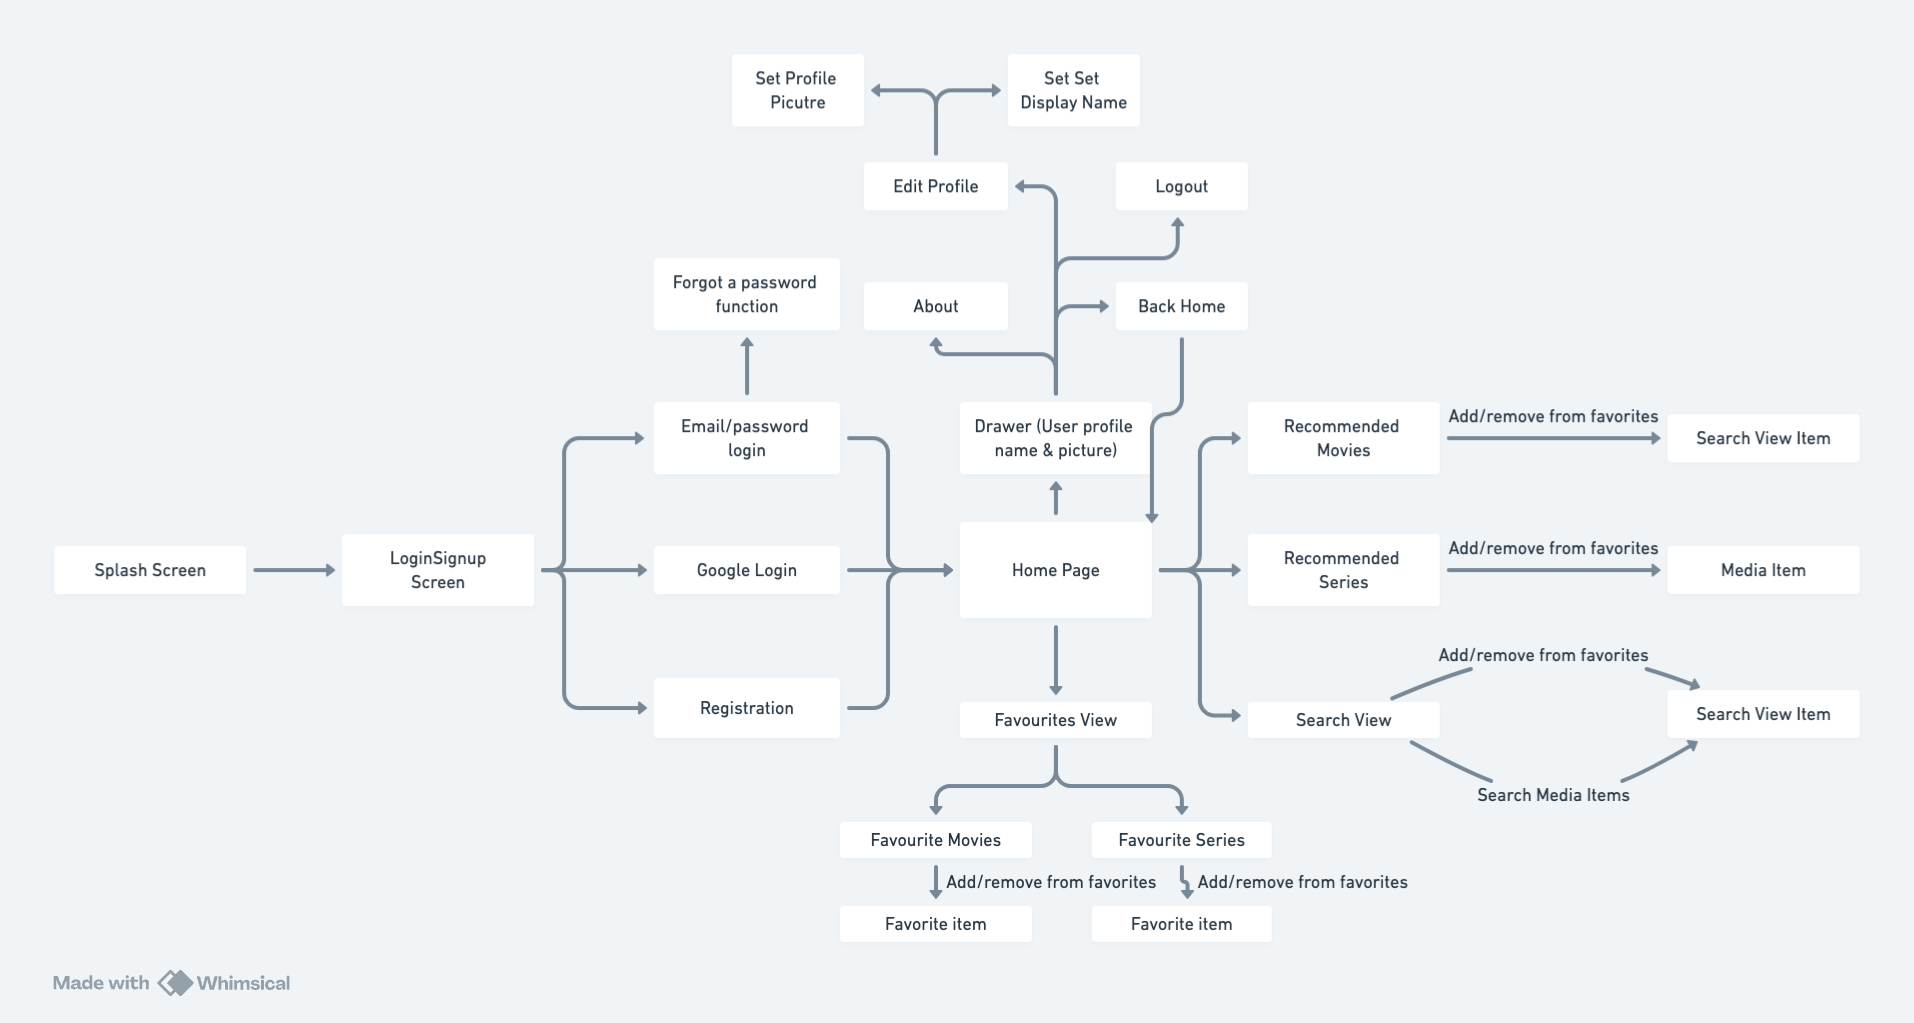 Set Profile
Picutre
Set Set
Display Name
Edit Profile
Logout
Forgot a password
function
About
Back Home
Email/password
login
Drawer (User profile
name & picture)
Recommended
Movies
Add/remove from favorites
Search View Item
Splash Screen
LoginSignup
Screen
Google Login
Home Page
Recommended
Series
Add/remove from favorites
Media Item
Registration
Favourites View
Search View
Add/remove from favorites
Search View Item
Search Media Items
Favourite Movies
Favourite Series
Add/remove from favorites
Add/remove from favorites
Favorite item
Favorite item
Made with Whimsical